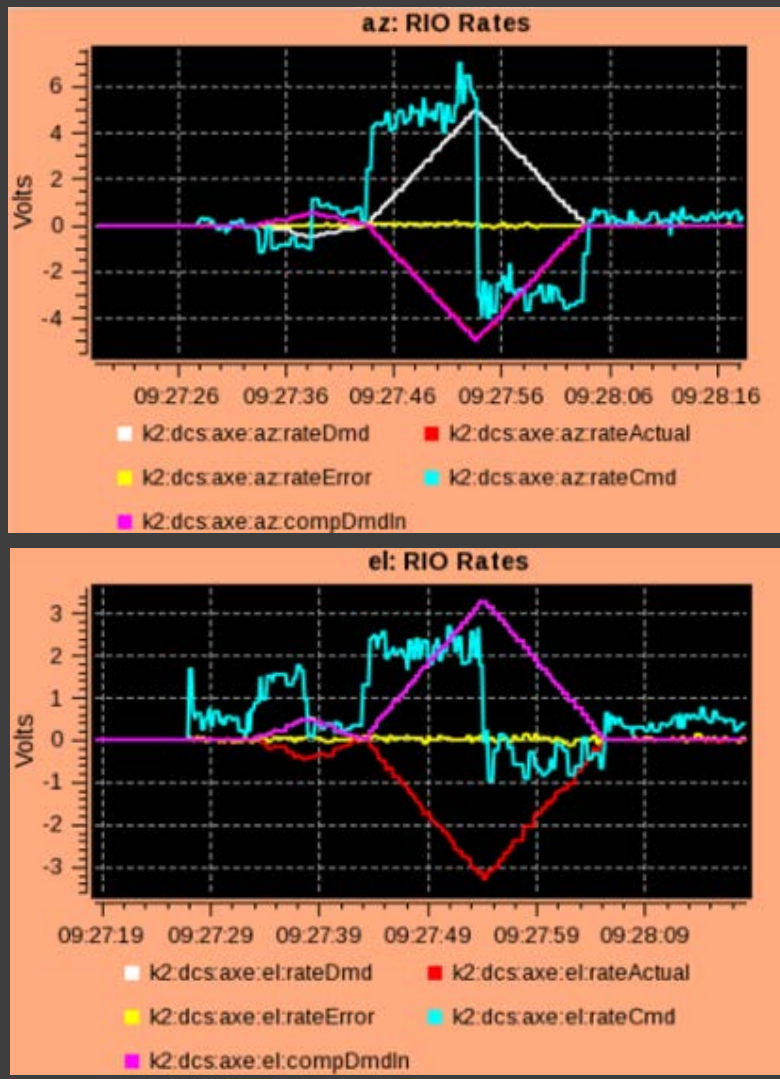 az: RIO Rates
6
4
2
0
-2
-4
Volts
09:27:26 09:27:36 09:27:46 09:27:56 09:28:06 09:28:16
k2:dcs:axe:az:rateDmd k2:dcs:axe:az:rateActual
k2:dcs:axe:az:rateError k2:dcs:axe:az:rateCmd
k2:dcs:axe:az:compDmdIn
el: RIO Rates
3
2
1
0
-1
-2
-3
Volts
09:27:19 09:27:29 09:27:39 09:27:49 09:27:59 09:28:09
k2:dcs:axe:el:rateDmd k2:dcs:axe:el:rateActual
k2:dcs:axe:el:rateError k2:dcs:axe:el:rateCmd
k2:dcs:axe:el:compDmdIn